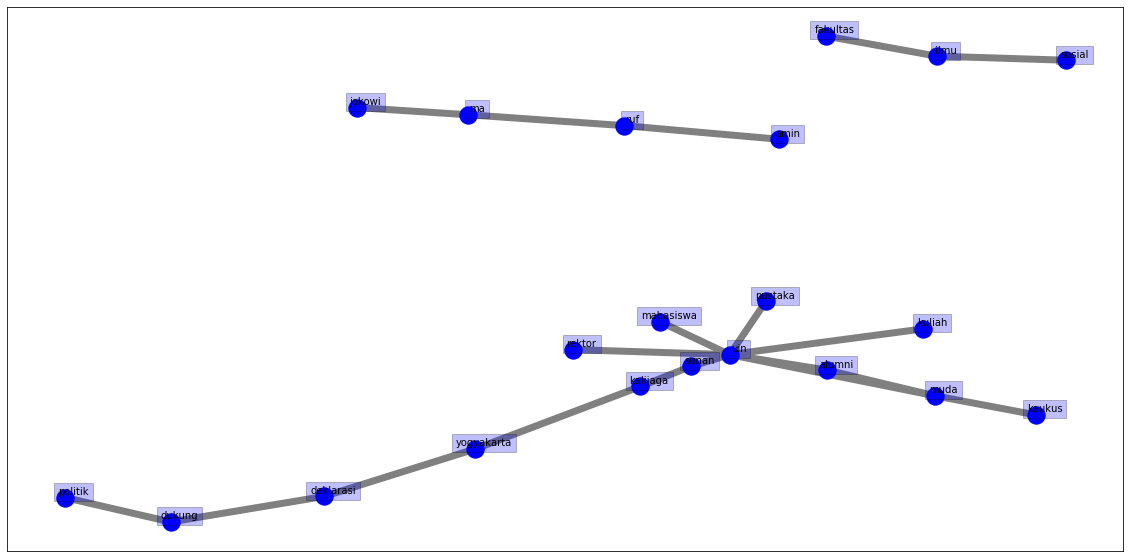 fakultas
ilmu
sosial
jokowi
ma
ruf
amin
pustaka
mahasiswa
kuliah
rektor
uin
sunan
alumni
kalijaga
muda
kaukus
yogyakarta
deklarasi
politik
dukung